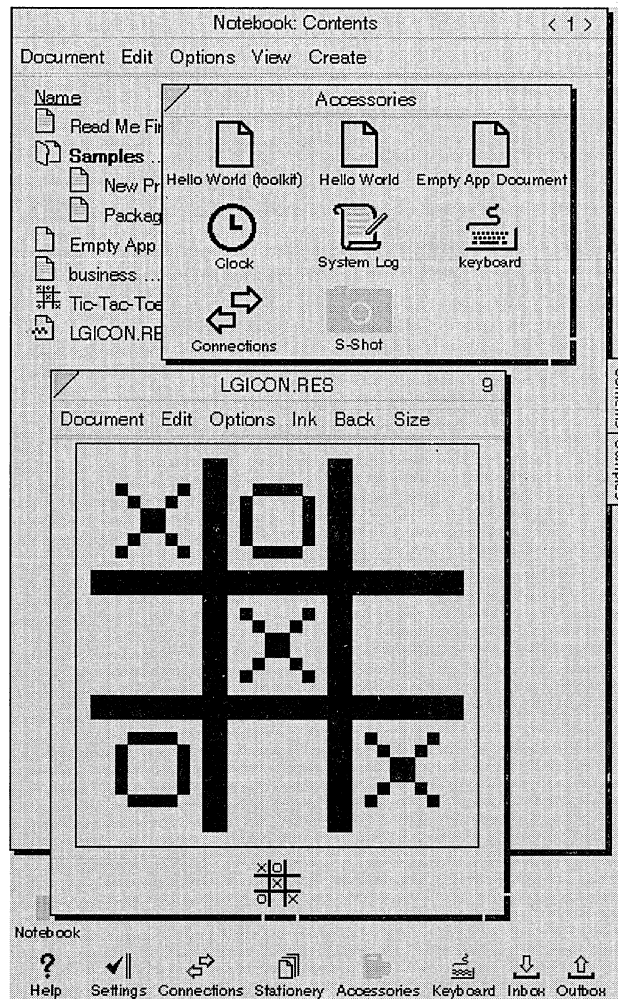 Notebook: Contents < 1 >
Document Edit Options View Create
Name
Accessories
Read Me Fi
Samples ...
New Pr
Packag
Empty App
business ...
Tic-Tac-Toe
LGICON.RE
Hello World (toolkit) Hello World Empty App Document
Clock System Log keyboard
Connections S-Shot
LGICON.RES 9
Document Edit Options Ink Back Size
Notebook
Help Settings Connections Stationery Accessories Keyboard Inbox Outbox